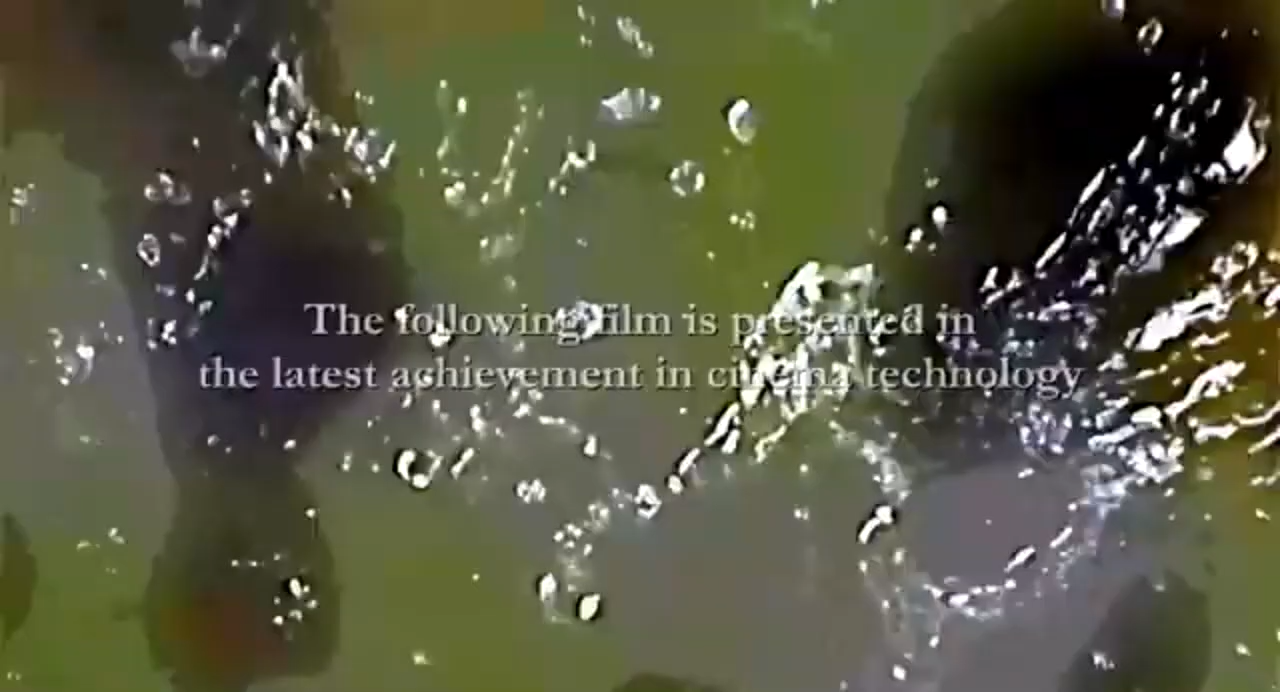 The following film is presented in
the latest achievement in cinema technology